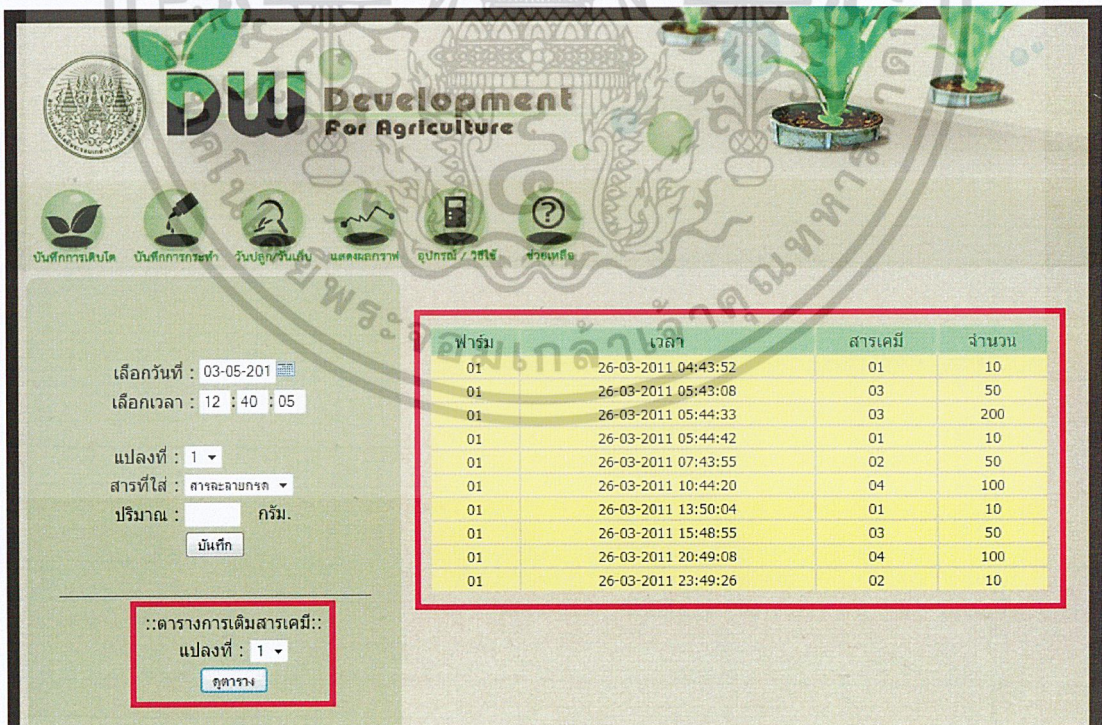 DW Development
For Agriculture
บันทึกการเติบโต บันทึกการกระทำ วันปลูก/วันเก็บ แสดงผลกราฟ อุปกรณ์ / วิธีใช้ ช่วยเหลือ
เลือกวันที่ : 03-05-201
เลือกเวลา : 12 : 40 : 05
แปลงที่ : 1
สารที่ใส่ : สารละลายกรด
ปริมาณ : กรัม.
บันทึก
::ตารางการเติมสารเคมี::
แปลงที่ : 1
ดูตาราง
ฟาร์ม เวลา สารเคมี จำนวน
01 26-03-2011 04:43:52 01 10
01 26-03-2011 05:43:08 03 50
01 26-03-2011 05:44:33 03 200
01 26-03-2011 05:44:42 01 10
01 26-03-2011 07:43:55 02 50
01 26-03-2011 10:44:20 04 100
01 26-03-2011 13:50:04 01 10
01 26-03-2011 15:48:55 03 50
01 26-03-2011 20:49:08 04 100
01 26-03-2011 23:49:26 02 10